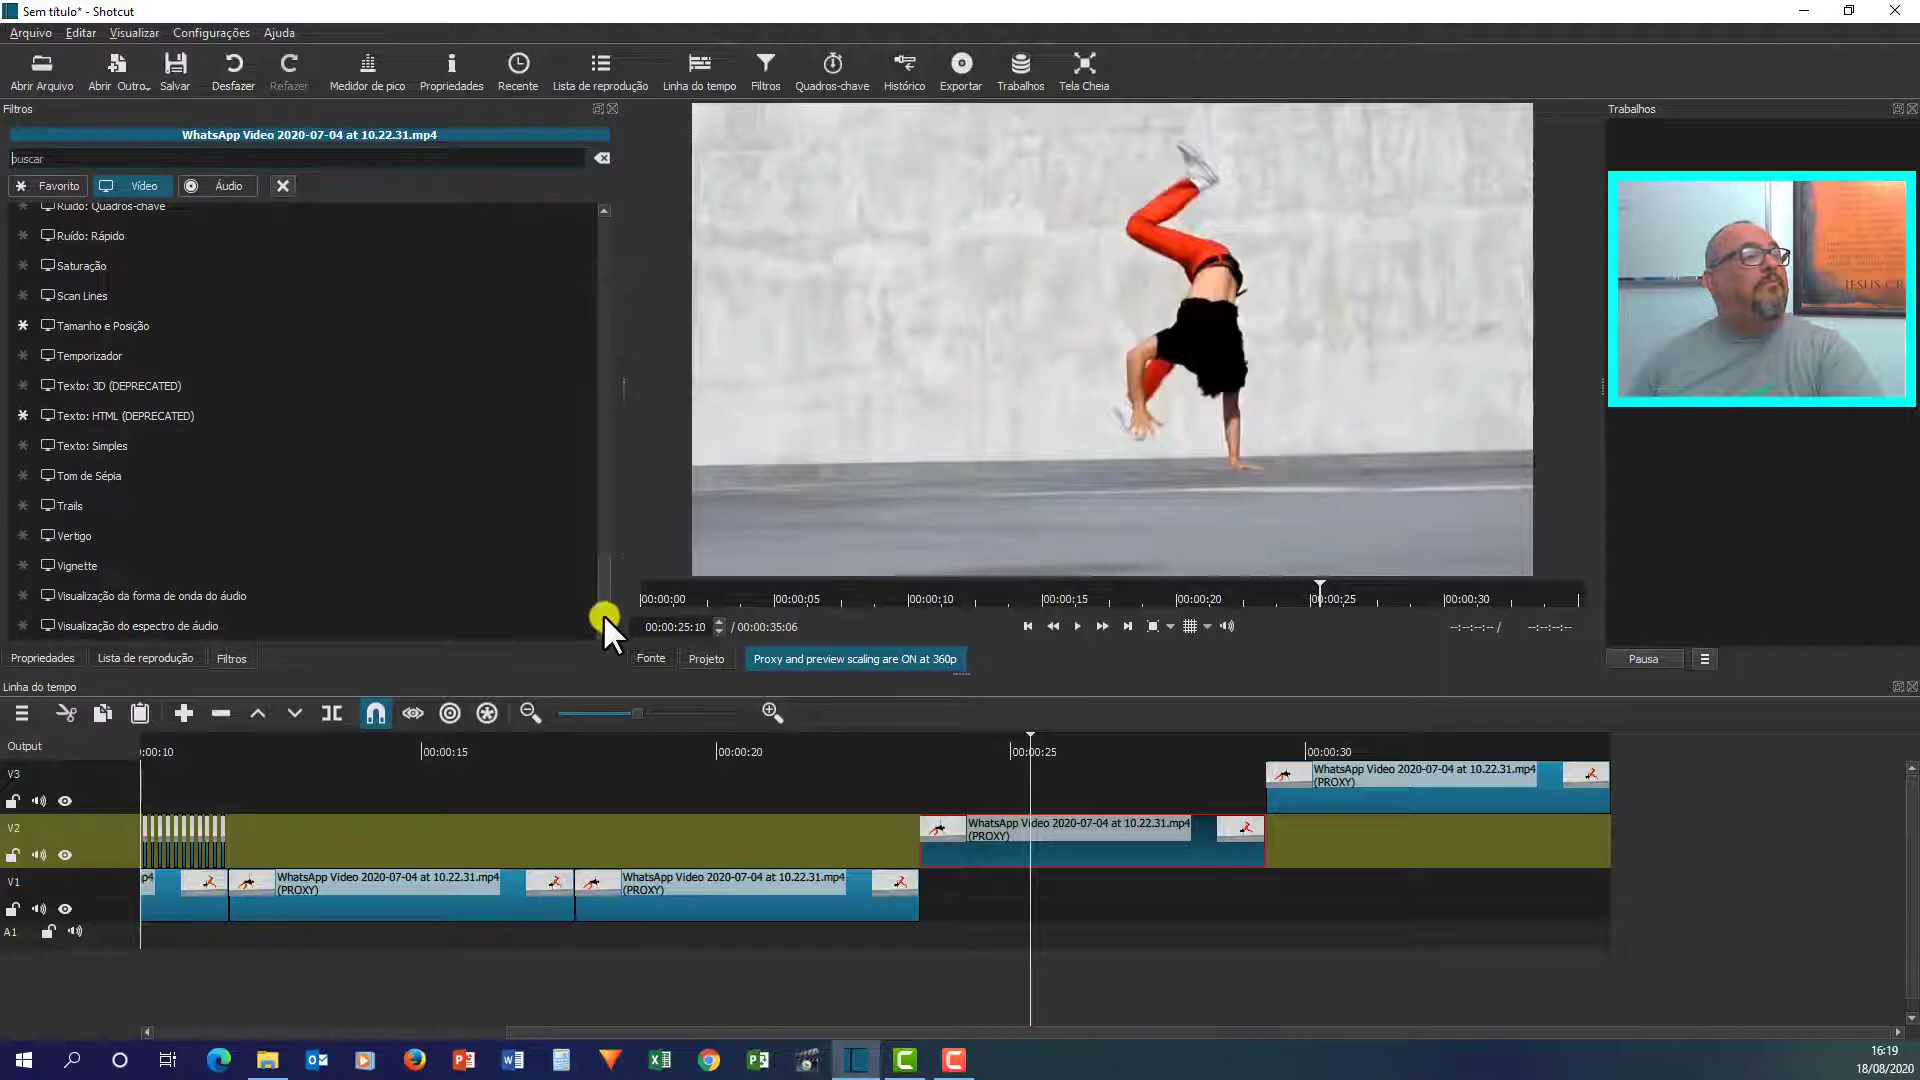 Sem título* - Shotcut
Arquivo Editar Visualizar Configurações Ajuda
Abrir Arquivo Abrir Outro... Salvar Desfazer Refazer Medidor de pico Propriedades Recente Lista de reprodução Linha do tempo Filtros Quadros-chave Histórico Exportar Trabalhos Tela Cheia
Filtros
WhatsApp Video 2020-07-04 at 10.22.31.mp4
buscar
Favorito Vídeo Áudio
Ruído: Quadros-chave
Ruído: Rápido
Saturação
Scan Lines
Tamanho e Posição
Temporizador
Texto: 3D (DEPRECATED)
Texto: HTML (DEPRECATED)
Texto: Simples
Tom de Sépia
Trails
Vertigo
Vignette
Visualização da forma de onda do áudio
Visualização do espectro de áudio
Propriedades Lista de reprodução Filtros
00:00:00 00:00:05 00:00:10 00:00:15 00:00:20 00:00:25 00:00:30
00:00:25:10 / 00:00:35:06
--:--:--:-- / --:--:--:--
Fonte Projeto Proxy and preview scaling are ON at 360p
Trabalhos
JESUS CR
Pausa
Linha do tempo
Output
:00:10 00:00:15 00:00:20 00:00:25 00:00:30
V3
WhatsApp Video 2020-07-04 at 10.22.31.mp4
(PROXY)
V2
WhatsApp Video 2020-07-04 at 10.22.31.mp4
(PROXY)
V1
p4
WhatsApp Video 2020-07-04 at 10.22.31.mp4
(PROXY)
WhatsApp Video 2020-07-04 at 10.22.31.mp4
(PROXY)
A1
16:19
18/08/2020